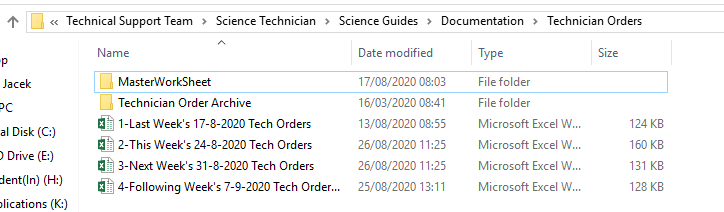 « Technical Support Team > Science Technician > Science Guides > Documentation > Technician Orders
Name Date modified Type Size
op
Jacek MasterWorkSheet 17/08/2020 08:03 File folder
PC Technician Order Archive 16/03/2020 08:41 File folder
al Disk (C:) 1-Last Week's 17-8-2020 Tech Orders 13/08/2020 08:55 Microsoft Excel W... 124 KB
O Drive (E:) 2-This Week's 24-8-2020 Tech Orders 26/08/2020 11:25 Microsoft Excel W... 160 KB
dent(In) (H:) 3-Next Week's 31-8-2020 Tech Orders 26/08/2020 11:25 Microsoft Excel W... 131 KB
plications (K:) 4-Following Week's 7-9-2020 Tech Order... 25/08/2020 13:11 Microsoft Excel W... 128 KB